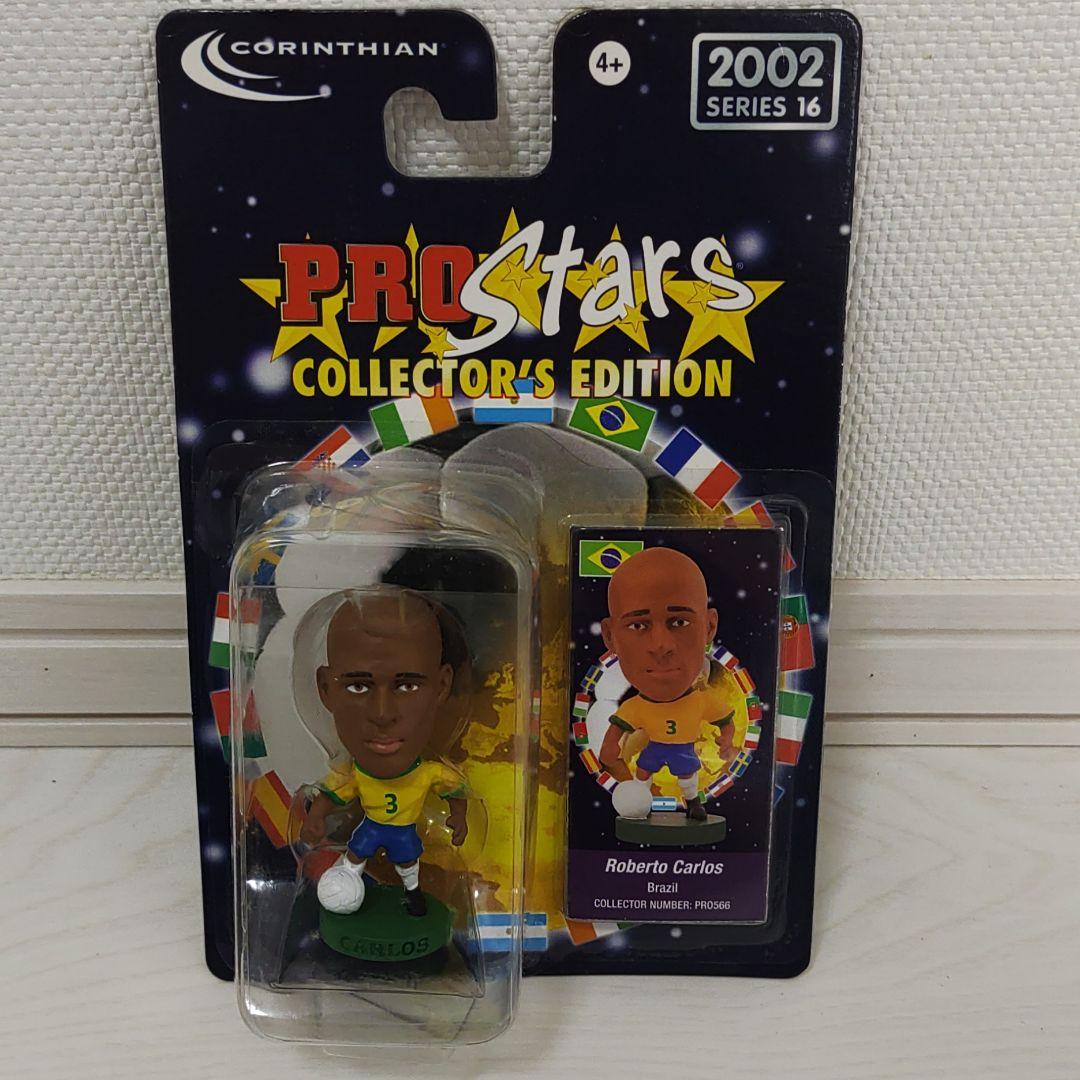 CORINTHIAN
4+
2002
SERIES 16
PRO Stars
COLLECTOR'S EDITION
3
3
CARLOS
Roberto Carlos
Brazil
COLLECTOR NUMBER: PRO566